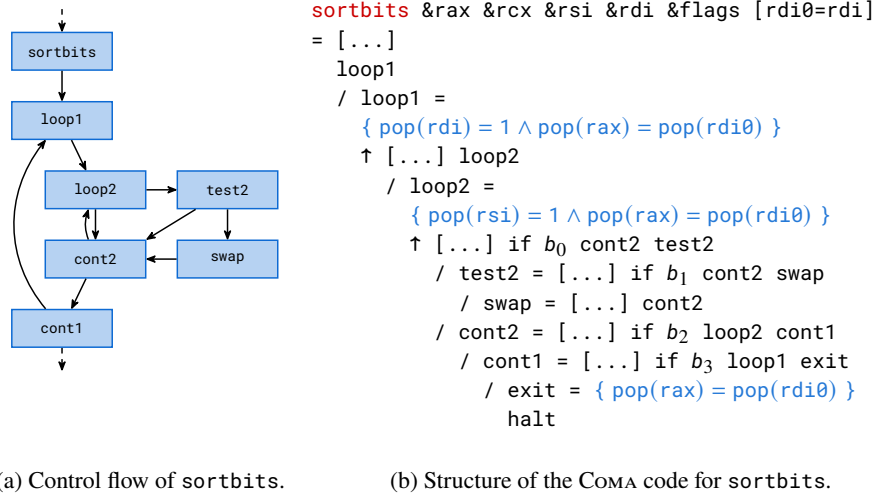 sortbits
loop1
loop2
test2
cont2
swap
cont1
sortbits &rax &rcx &rsi &rdi &flags [rdi0=rdi]
= [...]
loop1
/ loop1 =
{ pop(rdi) = 1 ∧ pop(rax) = pop(rdi0) }
↑ [...] loop2
/ loop2 =
{ pop(rsi) = 1 ∧ pop(rax) = pop(rdi0) }
↑ [...] if b₀ cont2 test2
/ test2 = [...] if b₁ cont2 swap
/ swap = [...] cont2
/ cont2 = [...] if b₂ loop2 cont1
/ cont1 = [...] if b₃ loop1 exit
/ exit = { pop(rax) = pop(rdi0) }
halt
(a) Control flow of sortbits.
(b) Structure of the COMA code for sortbits.